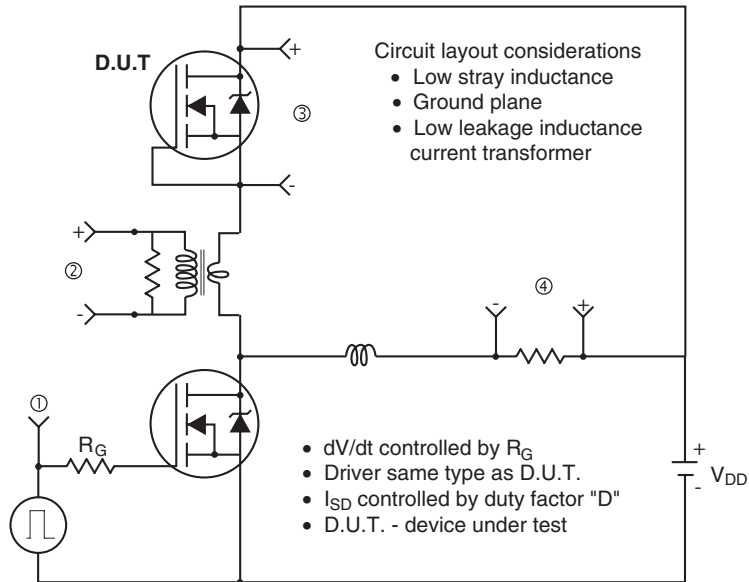 D.U.T
+
-
③
Circuit layout considerations
• Low stray inductance
• Ground plane
• Low leakage inductance
current transformer
+
②
-
-
④
+
①
R_G
• dV/dt controlled by R_G
• Driver same type as D.U.T.
• I_SD controlled by duty factor "D"
• D.U.T. - device under test
+
-
V_DD